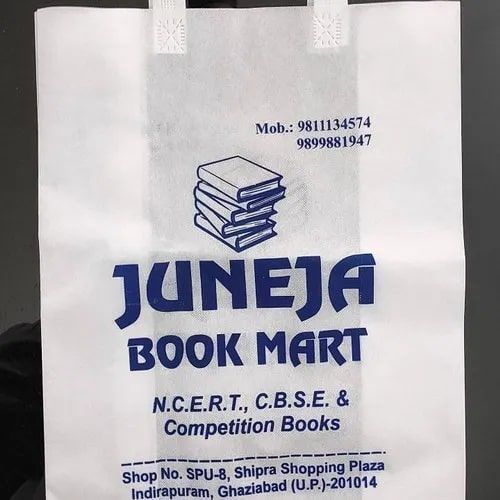 Mob.: 9811134574
9899881947
JUNEJA
BOOK MART
N.C.E.R.T., C.B.S.E. &
Competition Books
Shop No. SPU-8, Shipra Shopping Plaza
Indirapuram, Ghaziabad (U.P.)-201014